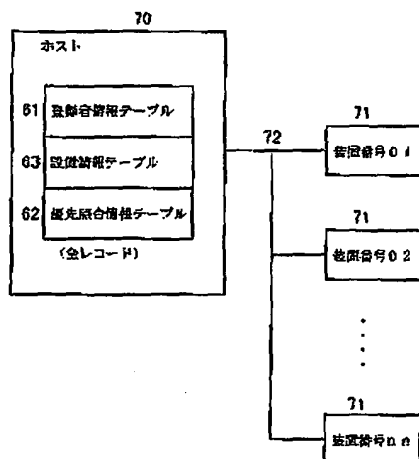 70
ホスト
61 登録者情報テーブル
63 設置情報テーブル
62 優先照合情報テーブル
(全レコード)
72
71
装置番号01
71
装置番号02
71
装置番号nn